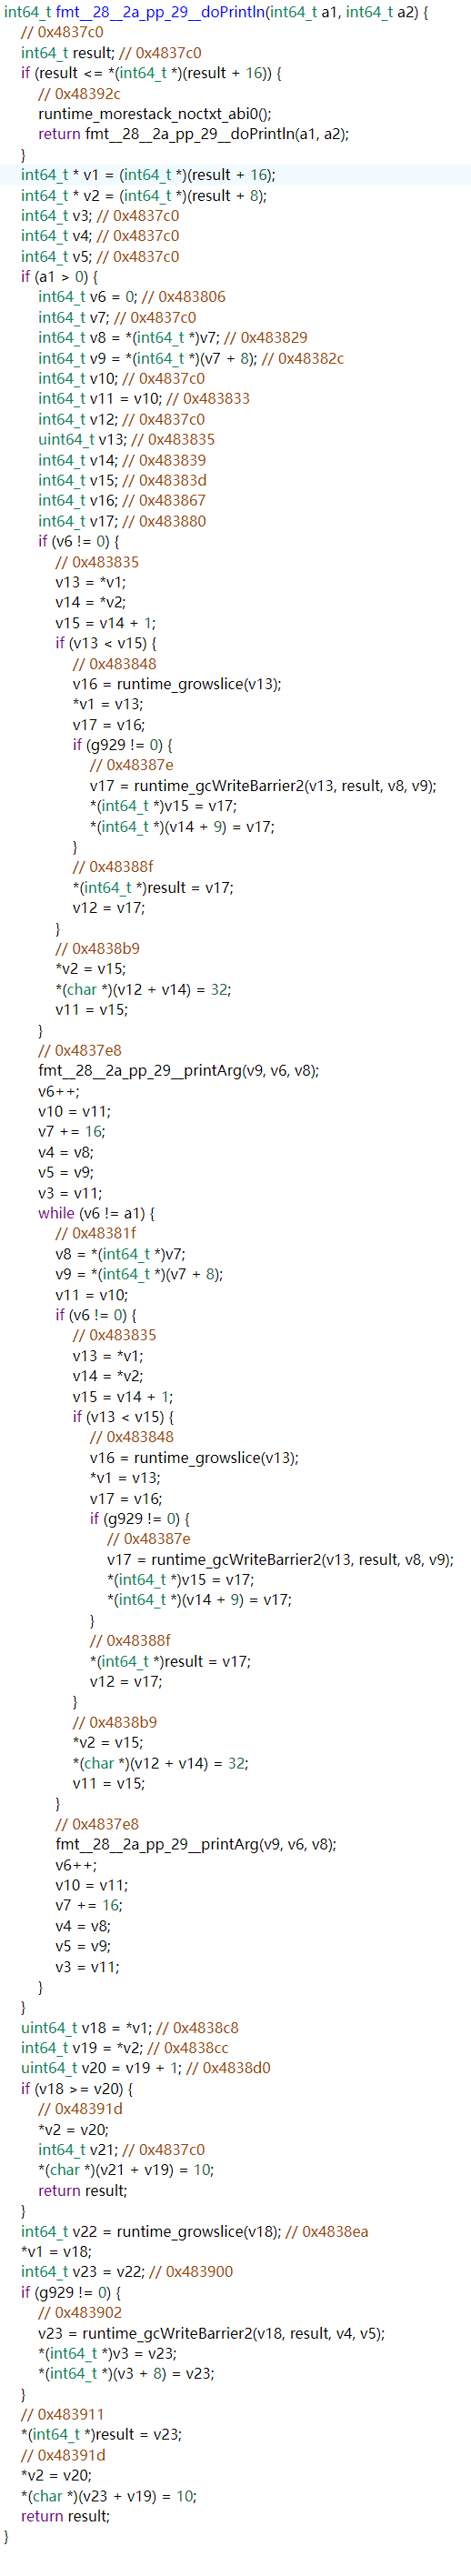 int64_t fmt__28__2a_pp_29__doPrintln(int64_t a1, int64_t a2) {
// 0x4837c0
int64_t result; // 0x4837c0
if (result <= *(int64_t *)(result + 16)) {
// 0x48392c
runtime_morestack_noctxt_abi0();
return fmt__28__2a_pp_29__doPrintln(a1, a2);
}
int64_t * v1 = (int64_t *)(result + 16);
int64_t * v2 = (int64_t *)(result + 8);
int64_t v3; // 0x4837c0
int64_t v4; // 0x4837c0
int64_t v5; // 0x4837c0
if (a1 > 0) {
int64_t v6 = 0; // 0x483806
int64_t v7; // 0x4837c0
int64_t v8 = *(int64_t *)v7; // 0x483829
int64_t v9 = *(int64_t *)(v7 + 8); // 0x48382c
int64_t v10; // 0x4837c0
int64_t v11 = v10; // 0x483833
int64_t v12; // 0x4837c0
uint64_t v13; // 0x483835
int64_t v14; // 0x483839
int64_t v15; // 0x48383d
int64_t v16; // 0x483867
int64_t v17; // 0x483880
if (v6 != 0) {
// 0x483835
v13 = *v1;
v14 = *v2;
v15 = v14 + 1;
if (v13 < v15) {
// 0x483848
v16 = runtime_growslice(v13);
*v1 = v13;
v17 = v16;
if (g929 != 0) {
// 0x48387e
v17 = runtime_gcWriteBarrier2(v13, result, v8, v9);
*(int64_t *)v15 = v17;
*(int64_t *)(v14 + 9) = v17;
}
// 0x48388f
*(int64_t *)result = v17;
v12 = v17;
}
// 0x4838b9
*v2 = v15;
*(char *)(v12 + v14) = 32;
v11 = v15;
}
// 0x4837e8
fmt__28__2a_pp_29__printArg(v9, v6, v8);
v6++;
v10 = v11;
v7 += 16;
v4 = v8;
v5 = v9;
v3 = v11;
while (v6 != a1) {
// 0x48381f
v8 = *(int64_t *)v7;
v9 = *(int64_t *)(v7 + 8);
v11 = v10;
if (v6 != 0) {
// 0x483835
v13 = *v1;
v14 = *v2;
v15 = v14 + 1;
if (v13 < v15) {
// 0x483848
v16 = runtime_growslice(v13);
*v1 = v13;
v17 = v16;
if (g929 != 0) {
// 0x48387e
v17 = runtime_gcWriteBarrier2(v13, result, v8, v9);
*(int64_t *)v15 = v17;
*(int64_t *)(v14 + 9) = v17;
}
// 0x48388f
*(int64_t *)result = v17;
v12 = v17;
}
// 0x4838b9
*v2 = v15;
*(char *)(v12 + v14) = 32;
v11 = v15;
}
// 0x4837e8
fmt__28__2a_pp_29__printArg(v9, v6, v8);
v6++;
v10 = v11;
v7 += 16;
v4 = v8;
v5 = v9;
v3 = v11;
}
}
uint64_t v18 = *v1; // 0x4838c8
int64_t v19 = *v2; // 0x4838cc
uint64_t v20 = v19 + 1; // 0x4838d0
if (v18 >= v20) {
// 0x48391d
*v2 = v20;
int64_t v21; // 0x4837c0
*(char *)(v21 + v19) = 10;
return result;
}
int64_t v22 = runtime_growslice(v18); // 0x4838ea
*v1 = v18;
int64_t v23 = v22; // 0x483900
if (g929 != 0) {
// 0x483902
v23 = runtime_gcWriteBarrier2(v18, result, v4, v5);
*(int64_t *)v3 = v23;
*(int64_t *)(v3 + 8) = v23;
}
// 0x483911
*(int64_t *)result = v23;
// 0x48391d
*v2 = v20;
*(char *)(v23 + v19) = 10;
return result;
}